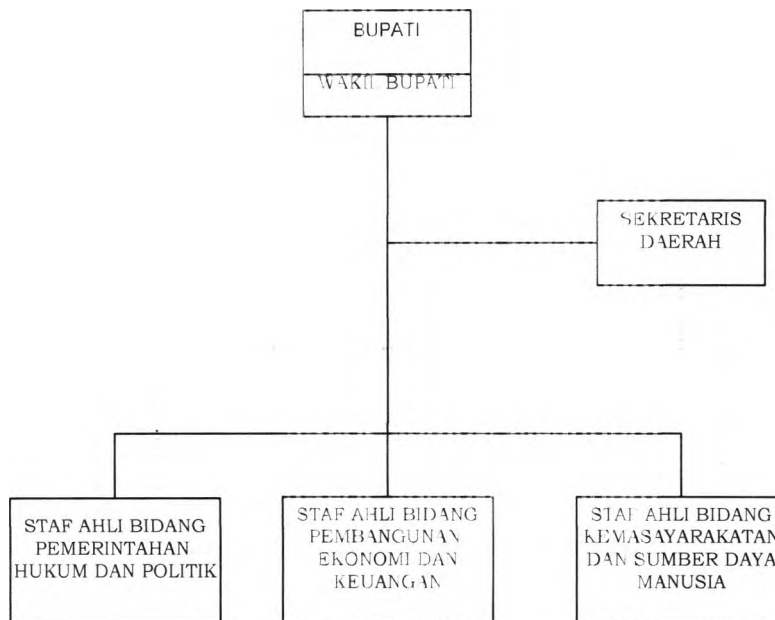 BUPATI
WAKIL BUPATI
SEKRETARIS
DAERAH
STAF AHLI BIDANG
PEMERINTAHAN
HUKUM DAN POLITIK
STAF AHLI BIDANG
PEMBANGUNAN
EKONOMI DAN
KEUANGAN
STAF AHLI BIDANG
KEMASAYARAKATAN
DAN SUMBER DAYA
MANUSIA